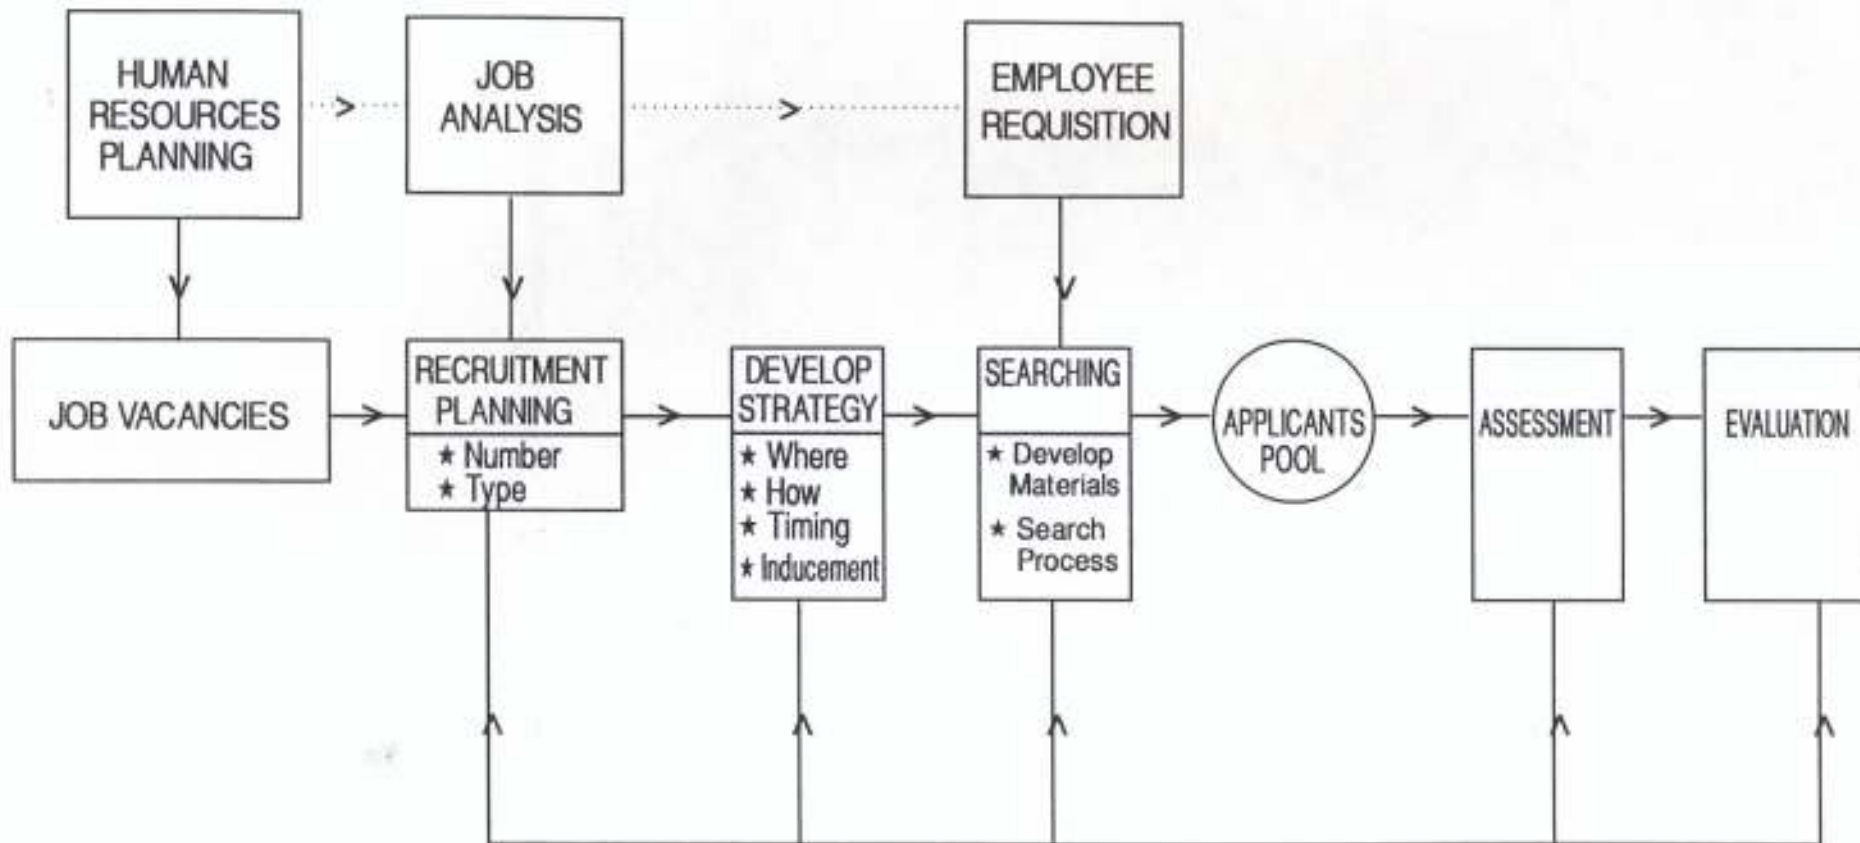 HUMAN
RESOURCES
PLANNING
JOB
ANALYSIS
EMPLOYEE
REQUISITION
JOB VACANCIES
RECRUITMENT
PLANNING
★ Number
★ Type
DEVELOP
STRATEGY
★ Where
★ How
★ Timing
★ Inducement
SEARCHING
★ Develop
Materials
★ Search
Process
APPLICANTS
POOL
ASSESSMENT
EVALUATION